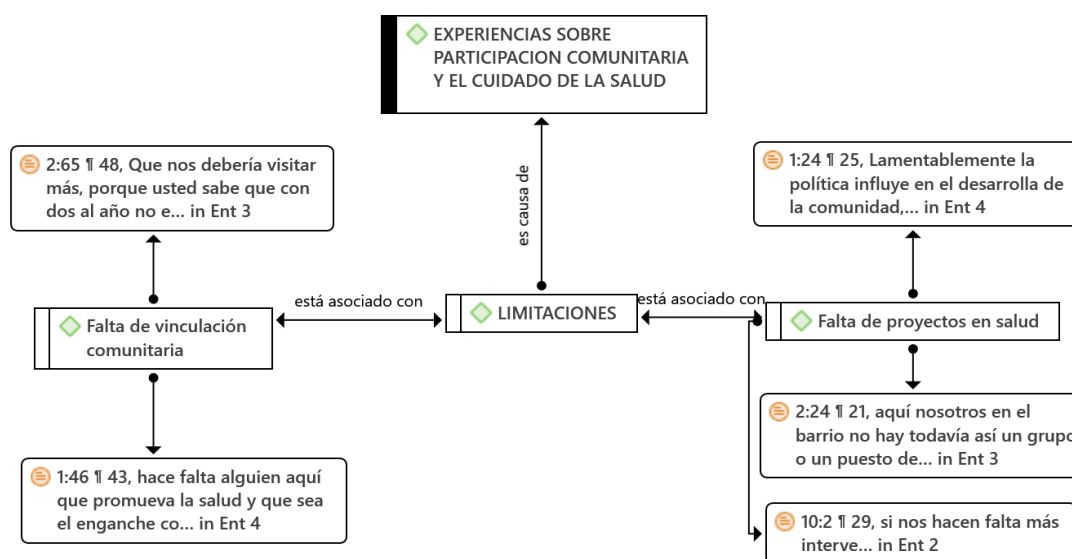 EXPERIENCIAS SOBRE
PARTICIPACION COMUNITARIA
Y EL CUIDADO DE LA SALUD
2:65 ¶ 48, Que nos debería visitar
más, porque usted sabe que con
dos al año no e... in Ent 3
1:24 ¶ 25, Lamentablemente la
política influye en el desarrolla de
la comunidad,... in Ent 4
es causa de
está asociado con
LIMITACIONES
está asociado con
Falta de vinculación
comunitaria
Falta de proyectos en salud
2:24 ¶ 21, aquí nosotros en el
barrio no hay todavía así un grupo
o un puesto de... in Ent 3
1:46 ¶ 43, hace falta alguien aquí
que promueva la salud y que sea
el enganche co... in Ent 4
10:2 ¶ 29, si nos hacen falta más
interve... in Ent 2